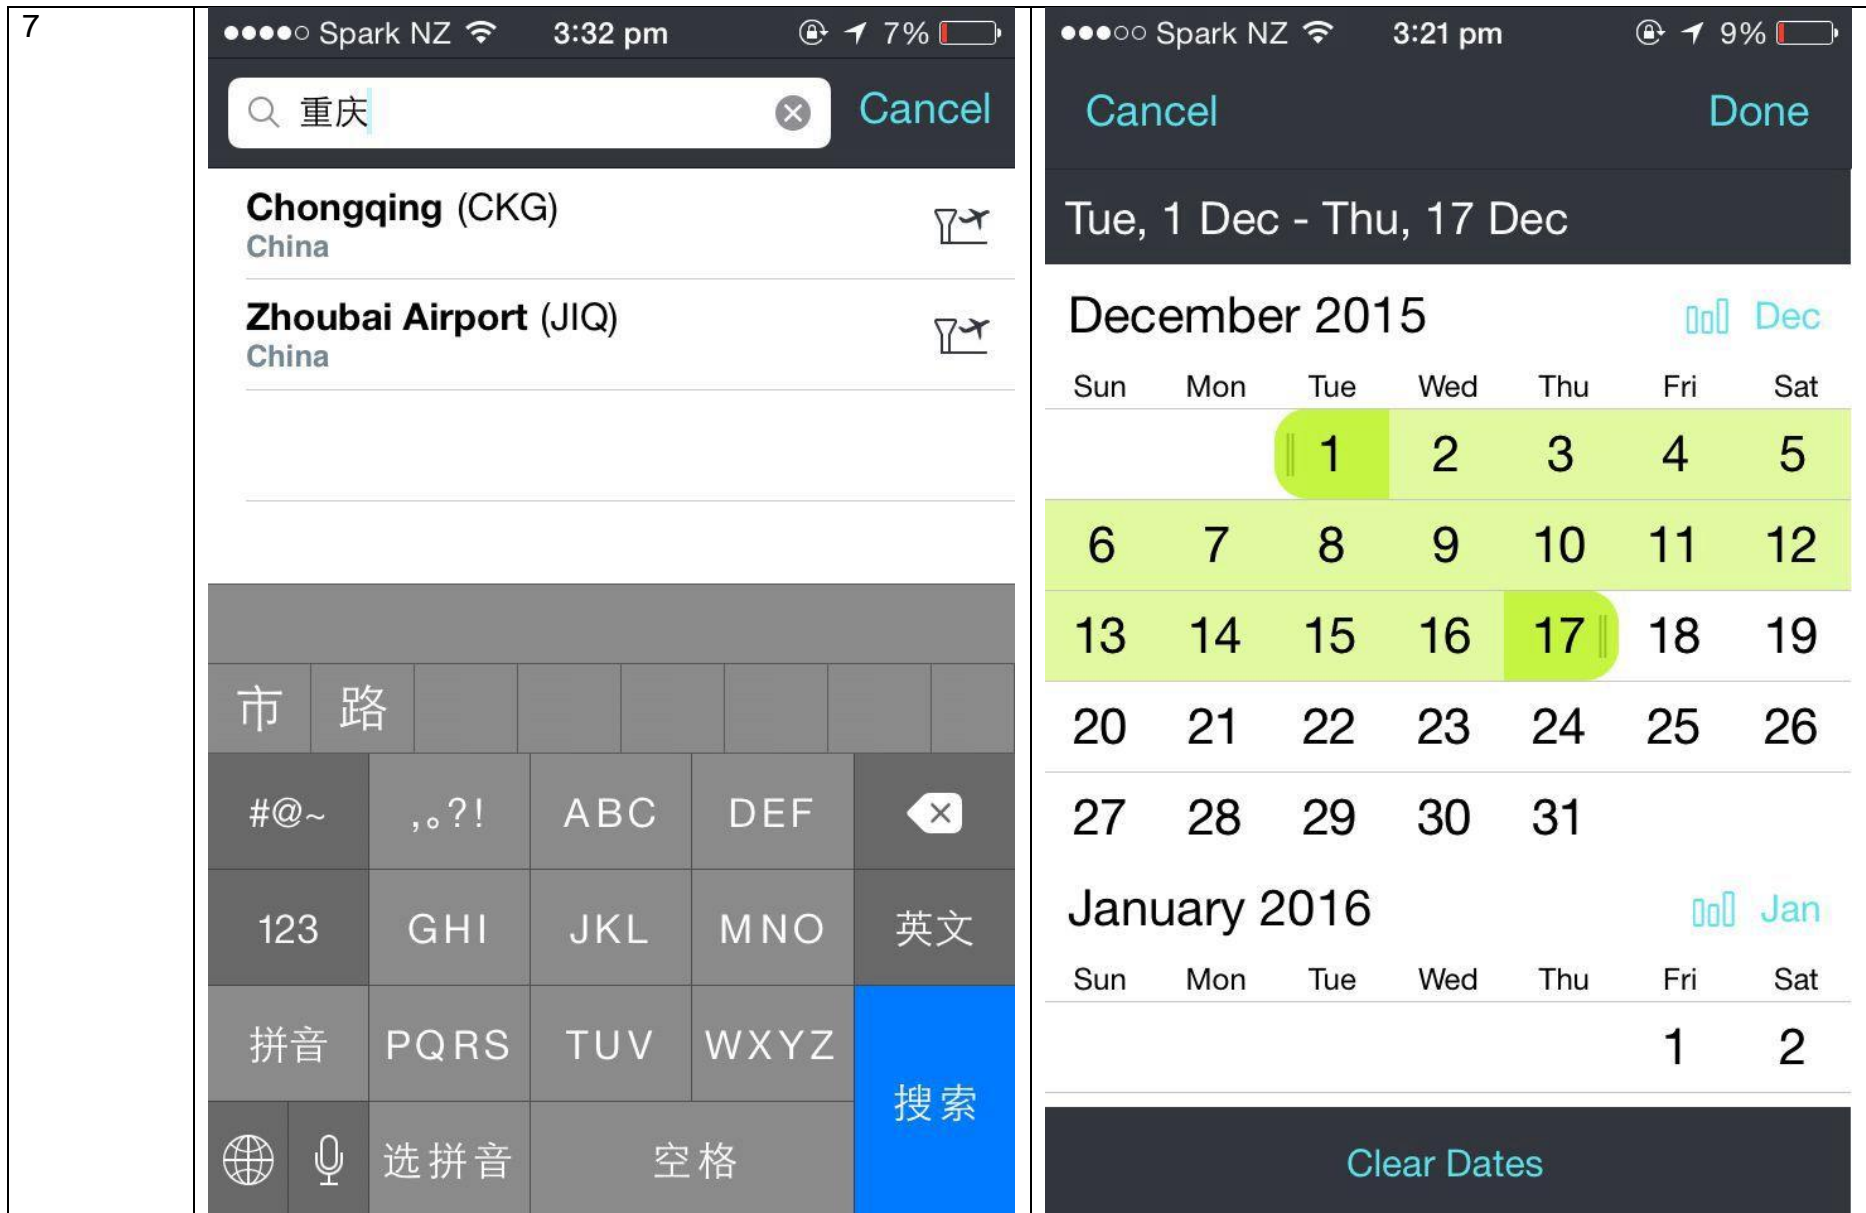 7
Spark NZ 3:32 pm 7%
重庆 Cancel
Chongqing (CKG)
China
Zhoubai Airport (JIQ)
China
市 路
#@~ ,。?! ABC DEF
123 GHI JKL MNO 英文
拼音 PQRS TUV WXYZ
搜索
选拼音 空格
Spark NZ 3:21 pm 9%
Cancel Done
Tue, 1 Dec - Thu, 17 Dec
December 2015 Dec
Sun Mon Tue Wed Thu Fri Sat
1 2 3 4 5
6 7 8 9 10 11 12
13 14 15 16 17 18 19
20 21 22 23 24 25 26
27 28 29 30 31
January 2016 Jan
Sun Mon Tue Wed Thu Fri Sat
1 2
Clear Dates